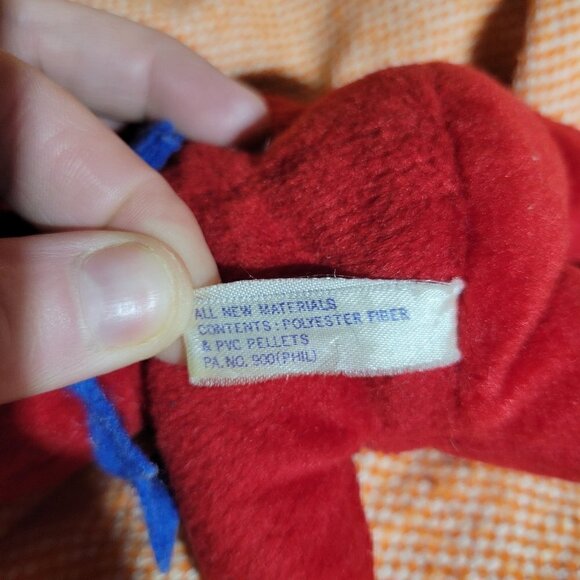 ALL NEW MATERIALS
CONTENTS: POLYESTER FIBER
& PVC PELLETS
PA. NO. 900(PHIL)